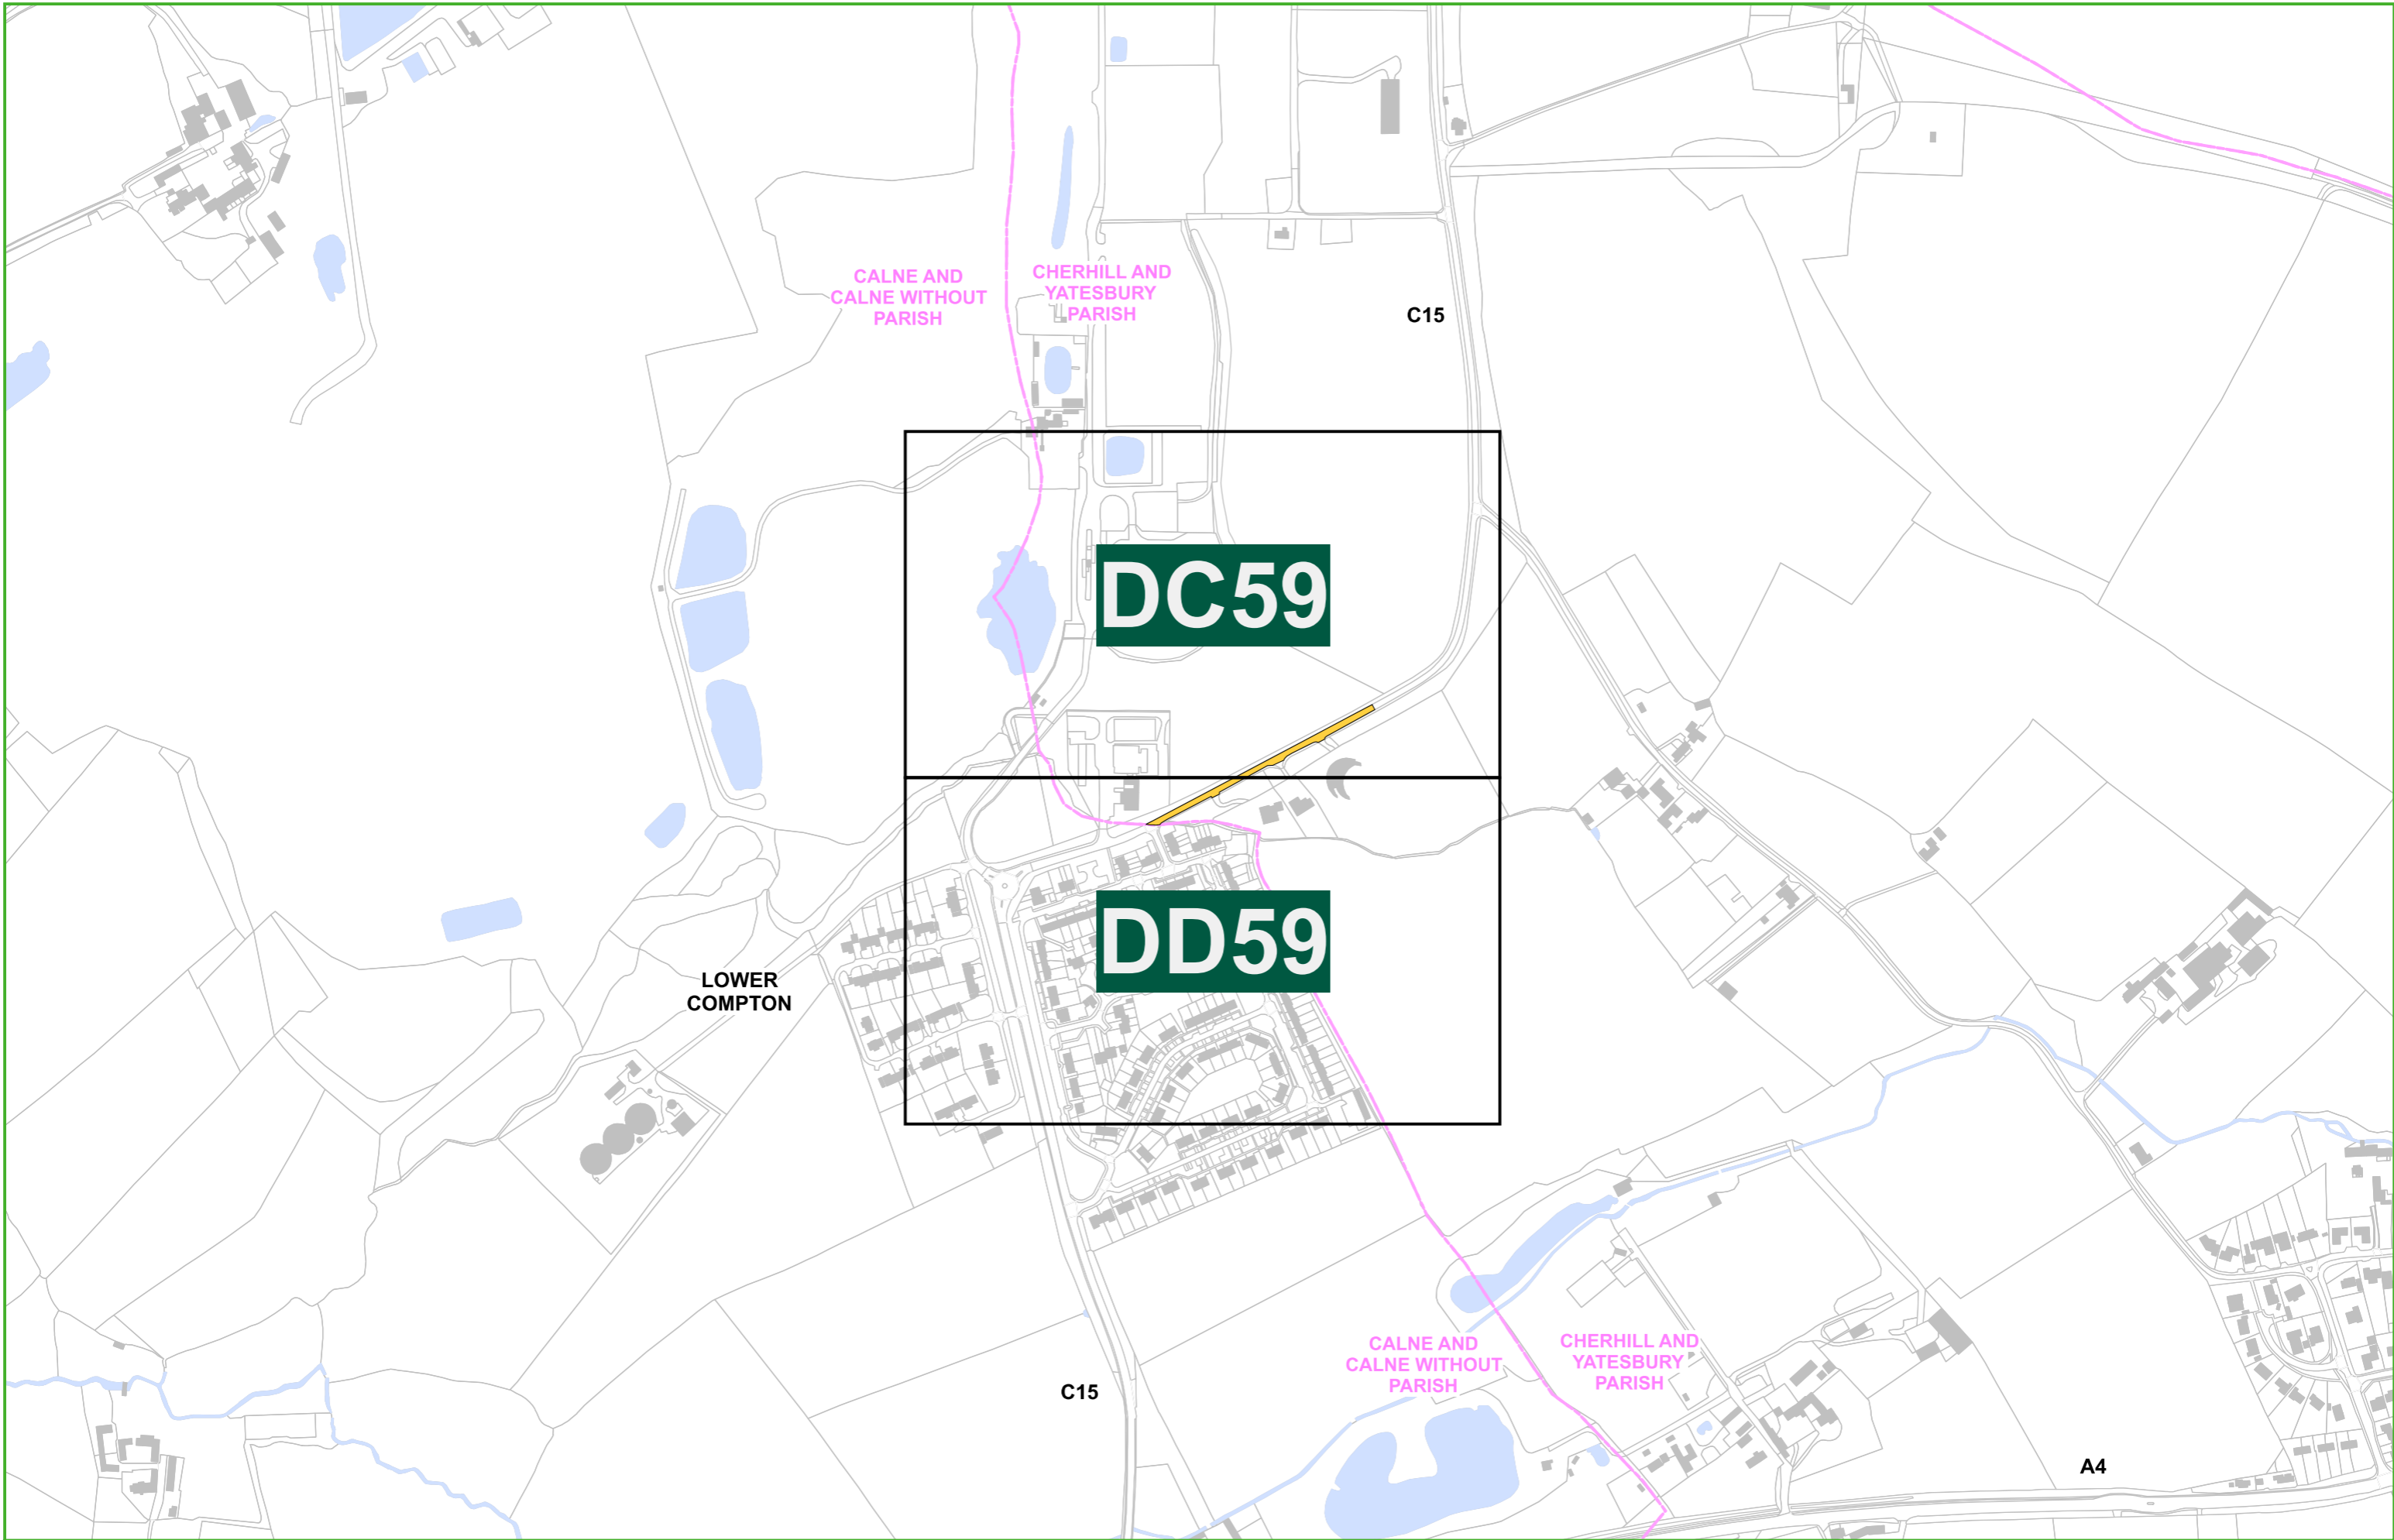 CALNE AND
CALNE WITHOUT
PARISH
CHERHILL AND
YATESBURY
PARISH
C15
DC59
DD59
LOWER
COMPTON
CALNE AND
CALNE WITHOUT
PARISH
CHERHILL AND
YATESBURY
PARISH
C15
A4